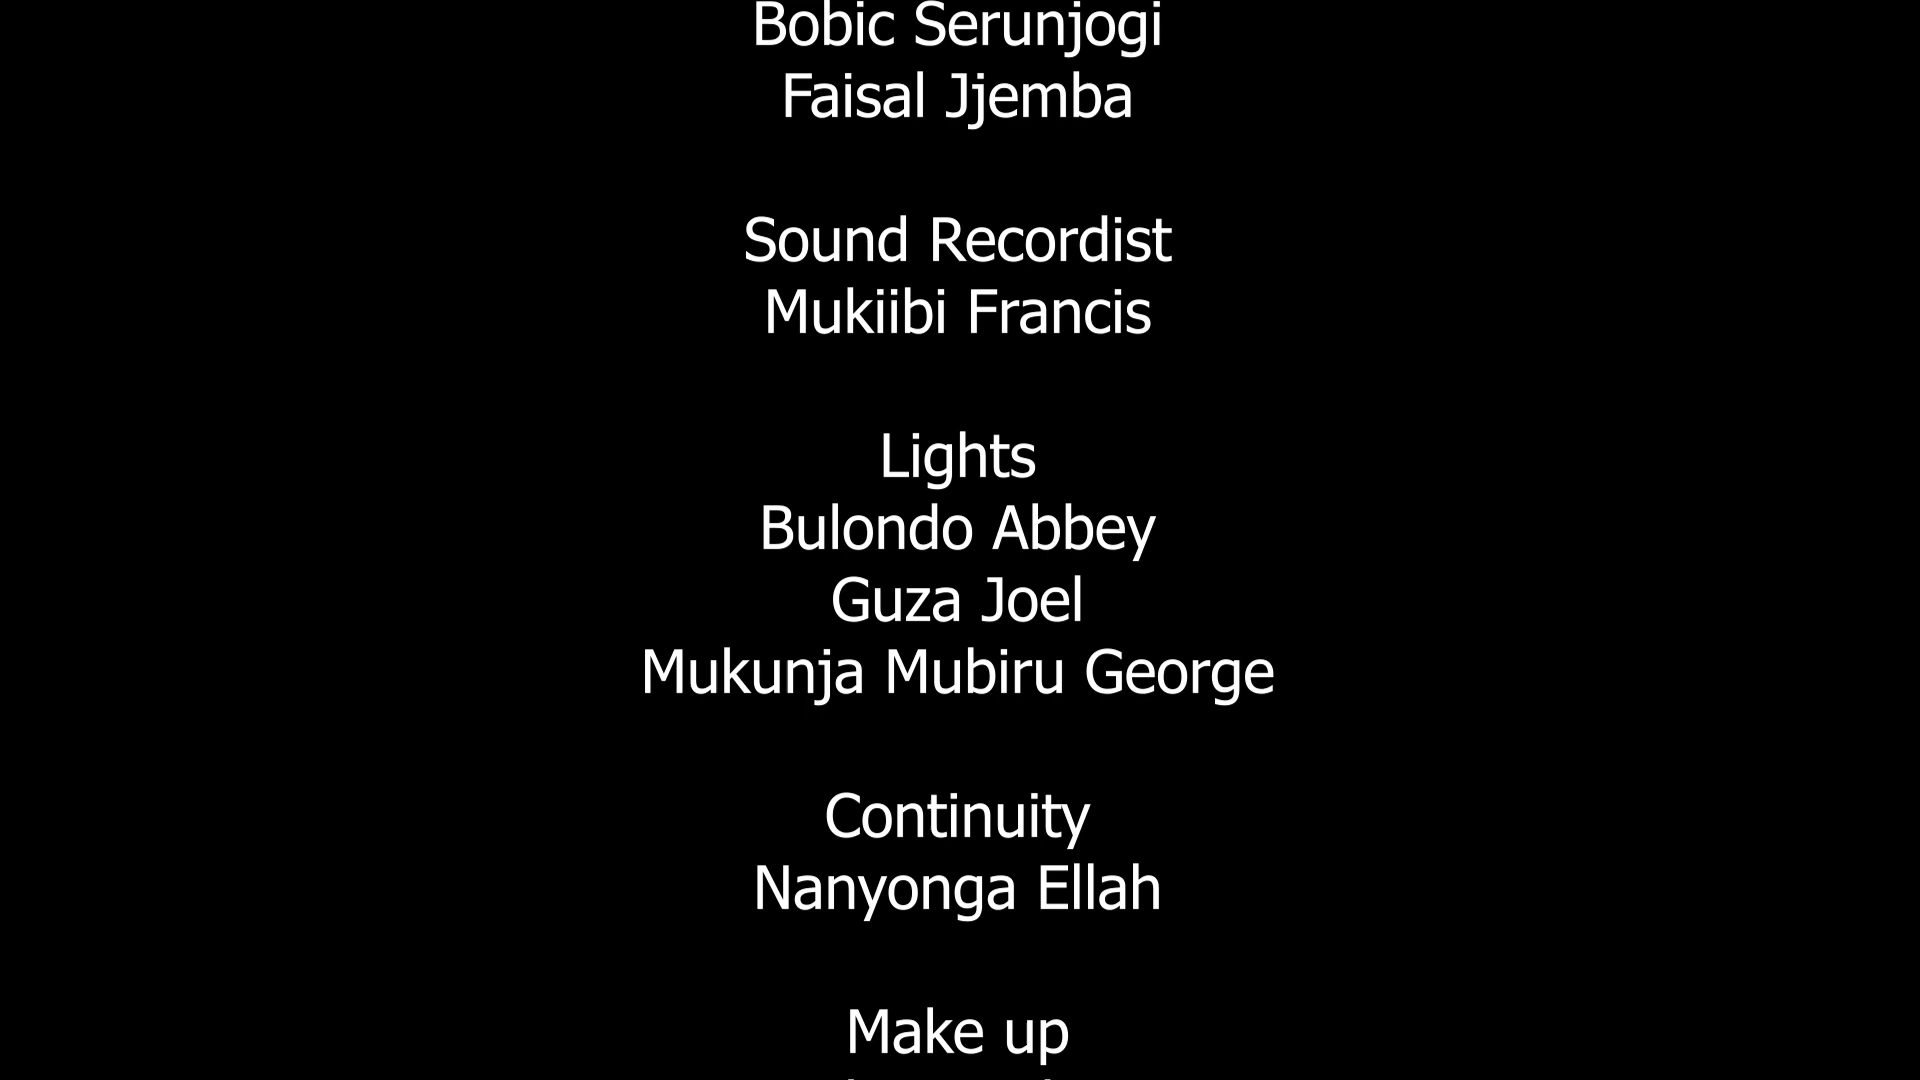 Bobic Serunjogi
Faisal Jjemba
Sound Recordist
Mukiibi Francis
Lights
Bulondo Abbey
Guza Joel
Mukunja Mubiru George
Continuity
Nanyonga Ellah
Make up